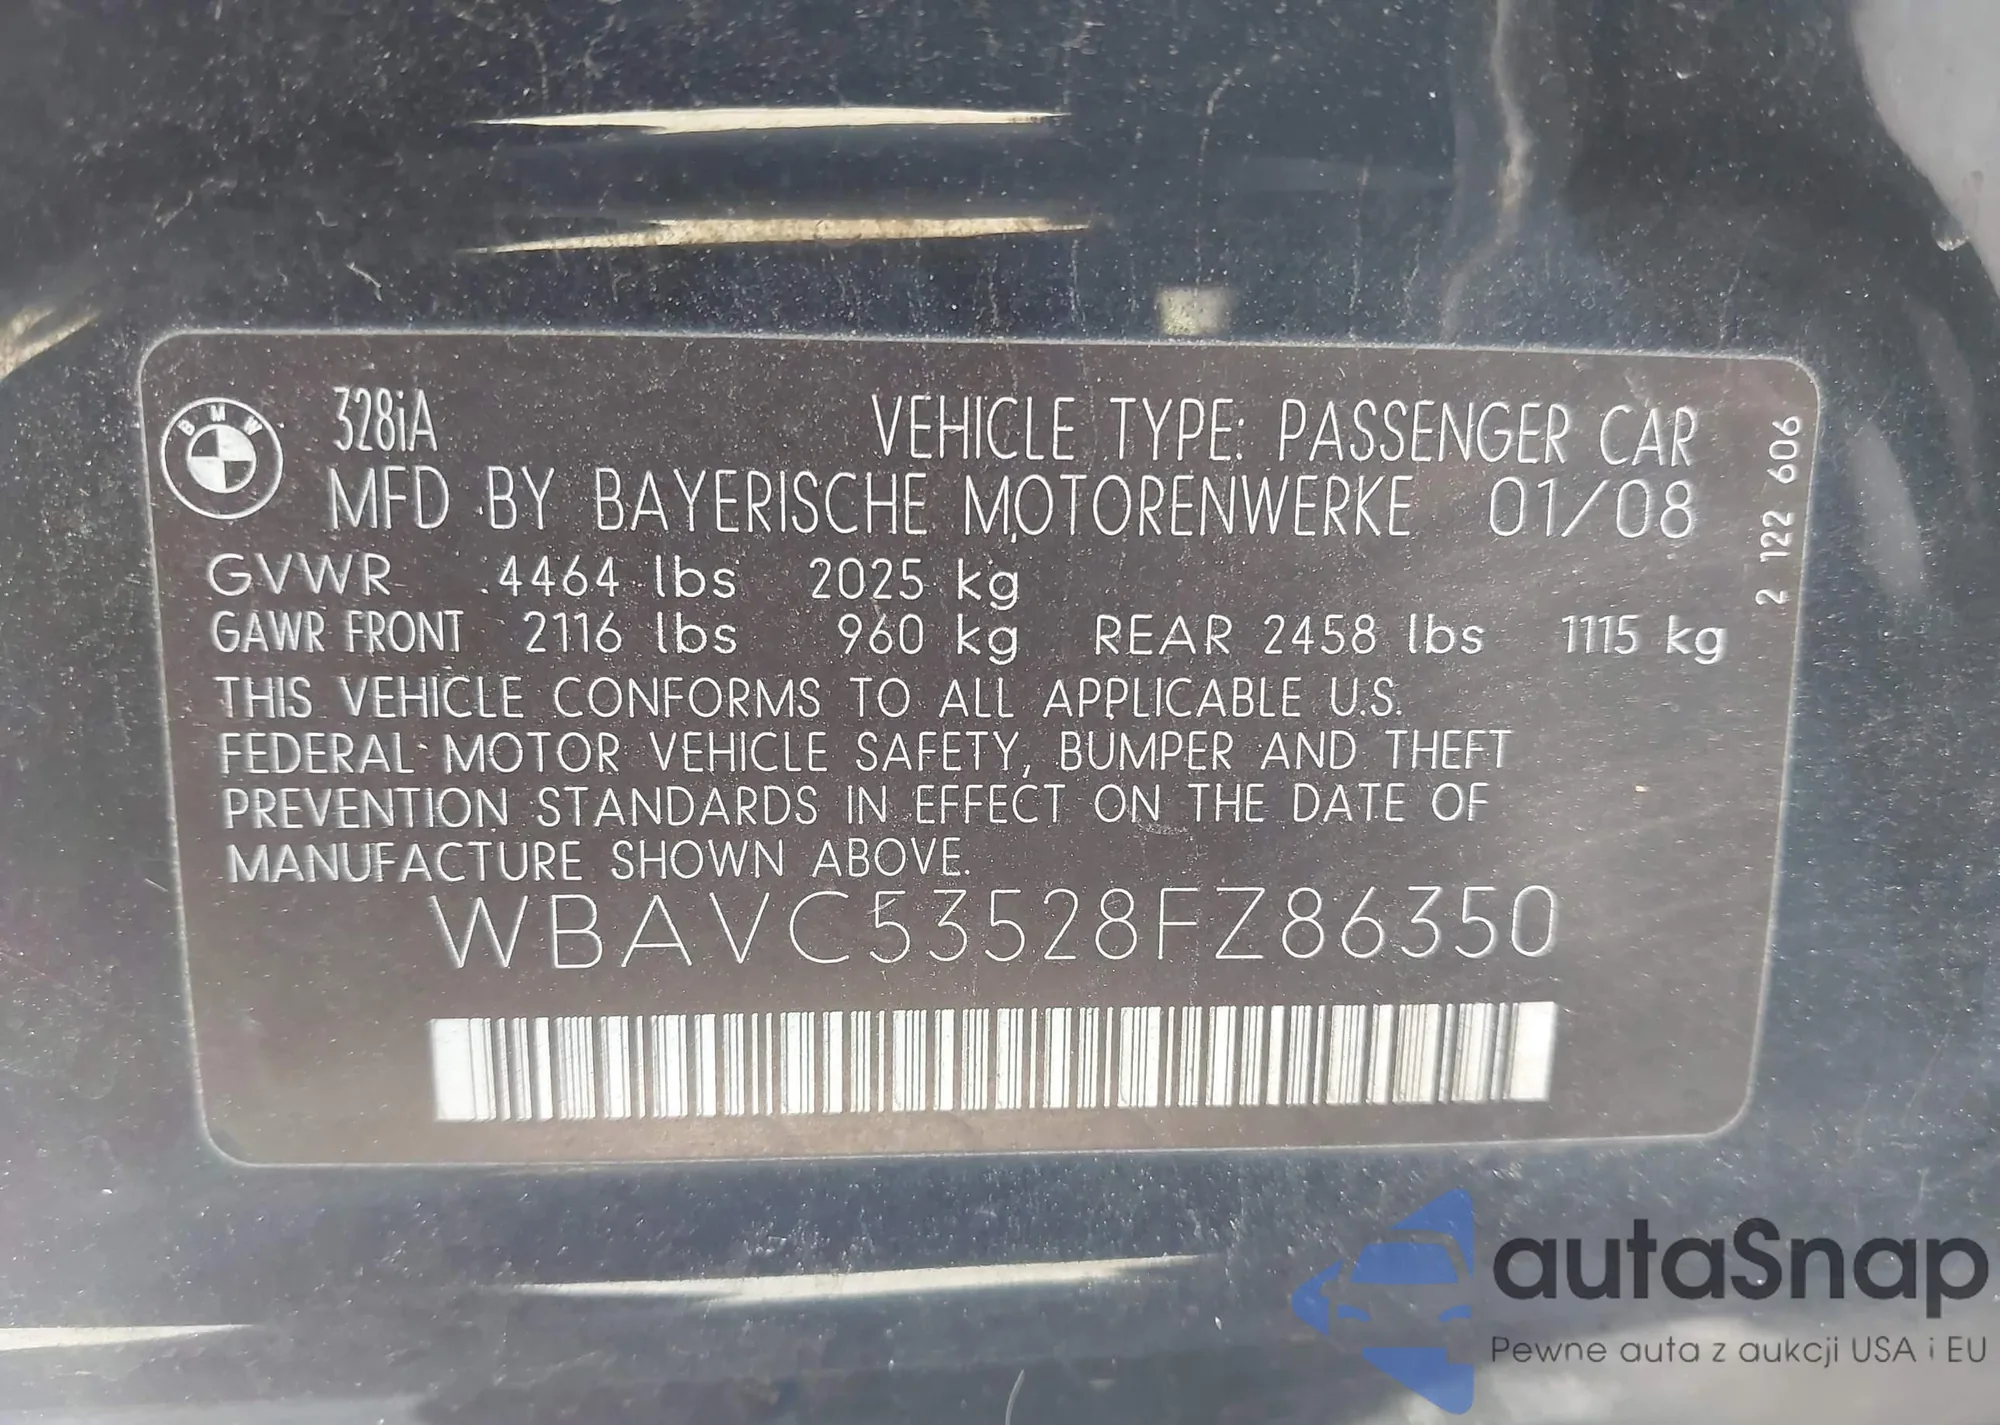 BMW
328iA VEHICLE TYPE: PASSENGER CAR
MFD BY BAYERISCHE MOTORENWERKE 01/08
GVWR 4464 lbs 2025 kg
GAWR FRONT 2116 lbs 960 kg REAR 2458 lbs 1115 kg
THIS VEHICLE CONFORMS TO ALL APPLICABLE U.S.
FEDERAL MOTOR VEHICLE SAFETY, BUMPER AND THEFT
PREVENTION STANDARDS IN EFFECT ON THE DATE OF
MANUFACTURE SHOWN ABOVE.
WBAVC53528FZ86350
2 122 606
autaSnap
Pewne auta z aukcji USA i EU